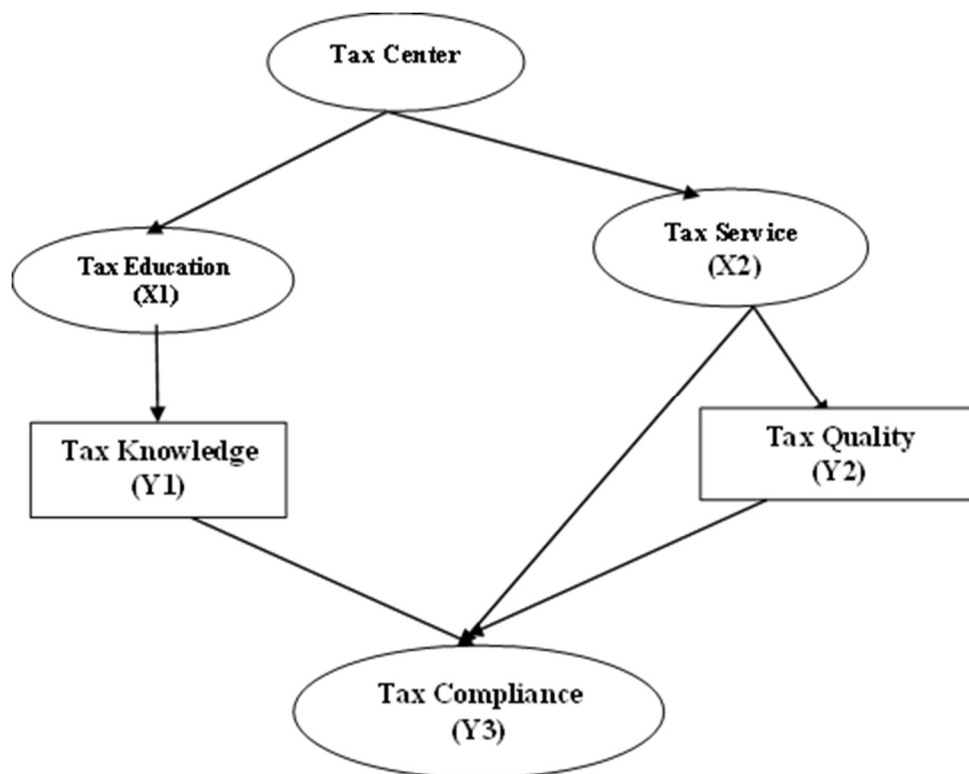 Tax Center
Tax Education
(X1)
Tax Service
(X2)
Tax Knowledge
(Y1)
Tax Quality
(Y2)
Tax Compliance
(Y3)